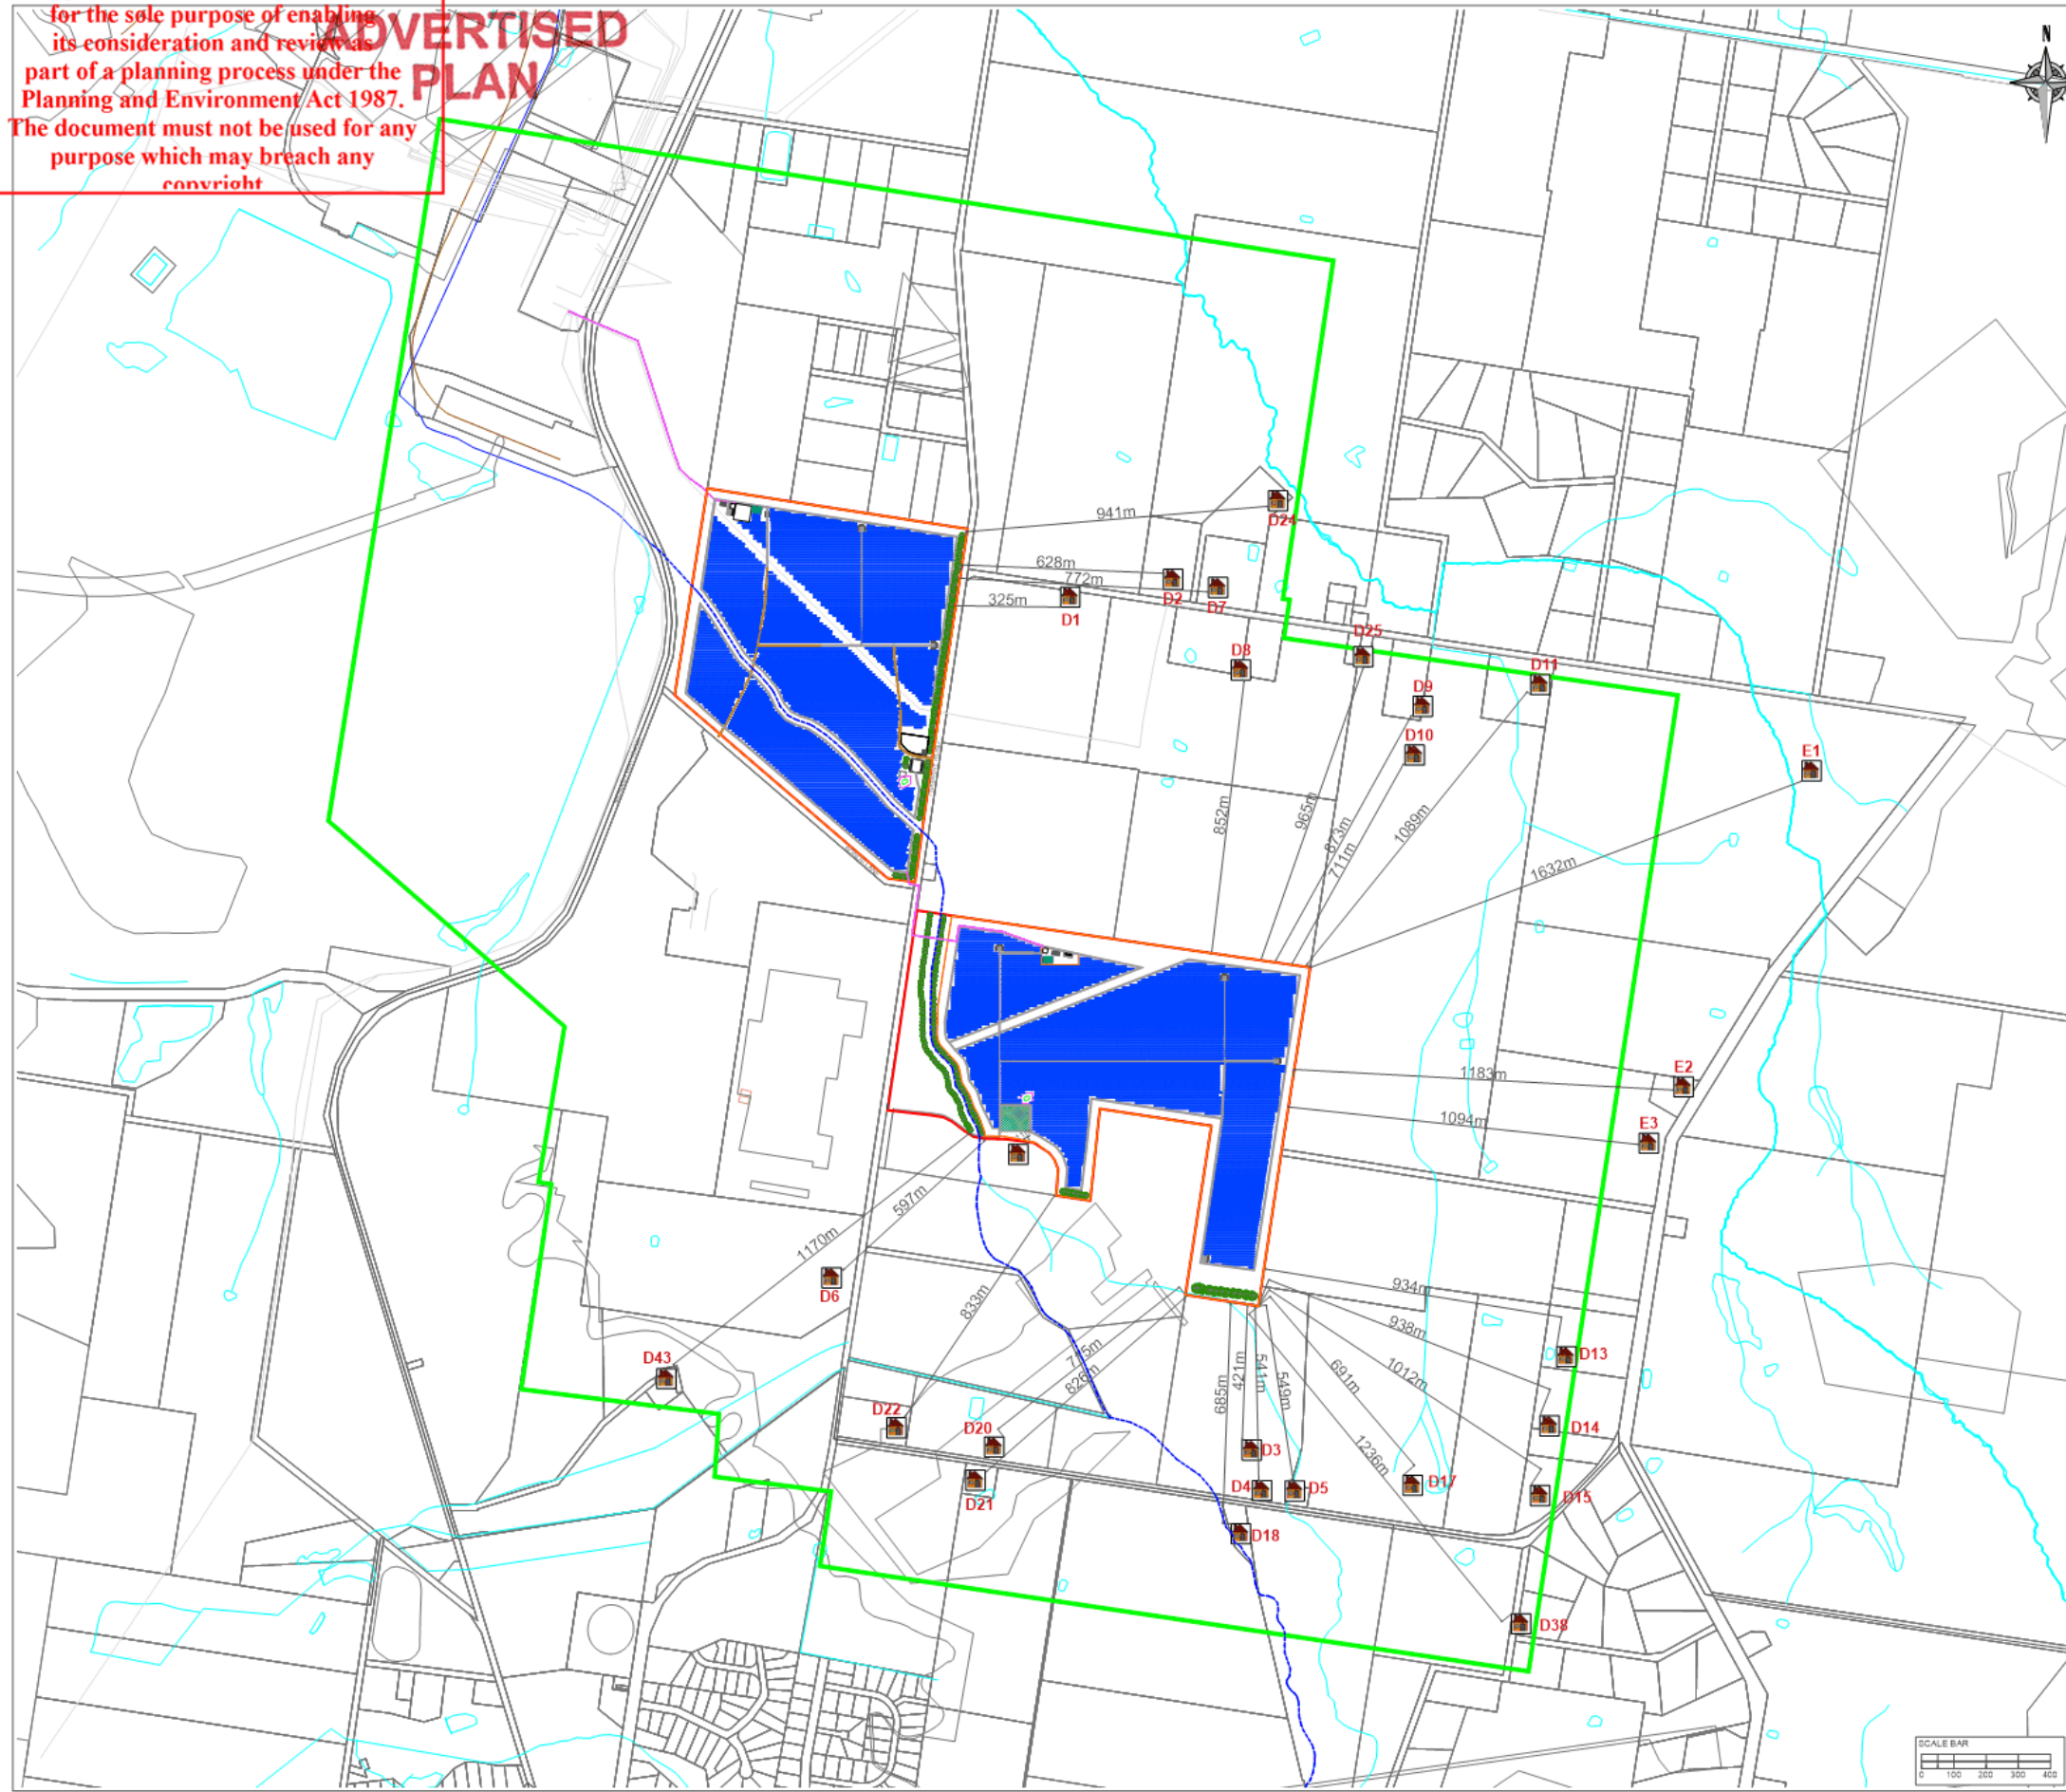 for the sole purpose of enabling
its consideration and review as
part of a planning process under the
Planning and Environment Act 1987.
The document must not be used for any
purpose which may breach any
copyright
ADVERTISED
PLAN
N
941m
D24
628m
772m
D2
D7
325m
D1
D25
D8
D11
D9
D10
E1
852m
965m
873m
711m
1089m
1632m
E2
1183m
1094m
E3
597m
1170m
D6
833m
934m
938m
D13
D43
826m
685m
421m
541m
549m
691m
1012m
D22
D20
D14
D3
1236m
D21
D4
D5
D17
D15
D18
D38
SCALE BAR
0 100 200 300 400